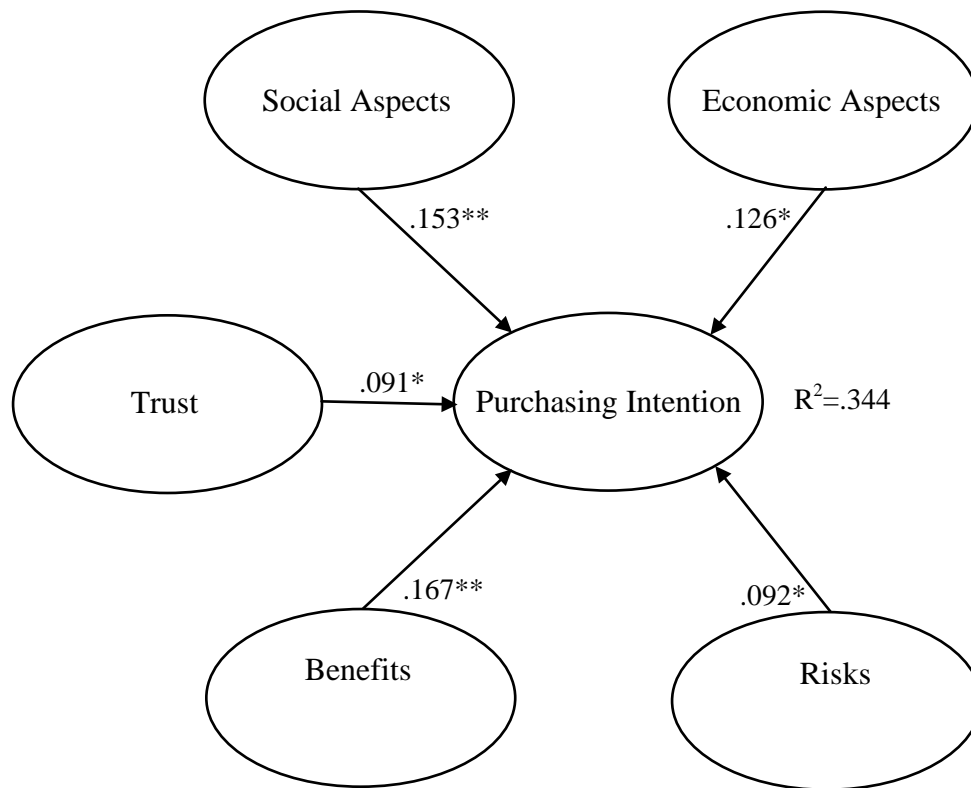 Social Aspects
Economic Aspects
.153**
.126*
Trust
.091*
Purchasing Intention
R²=.344
.167**
.092*
Benefits
Risks